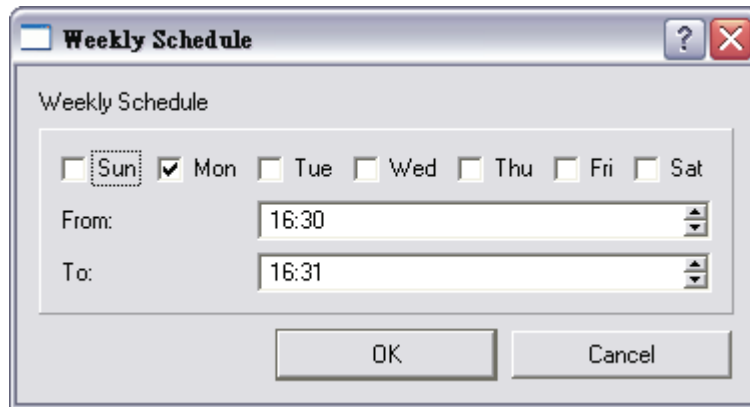 Weekly Schedule
Weekly Schedule
Sun Mon Tue Wed Thu Fri Sat
From: 16:30
To: 16:31
OK Cancel